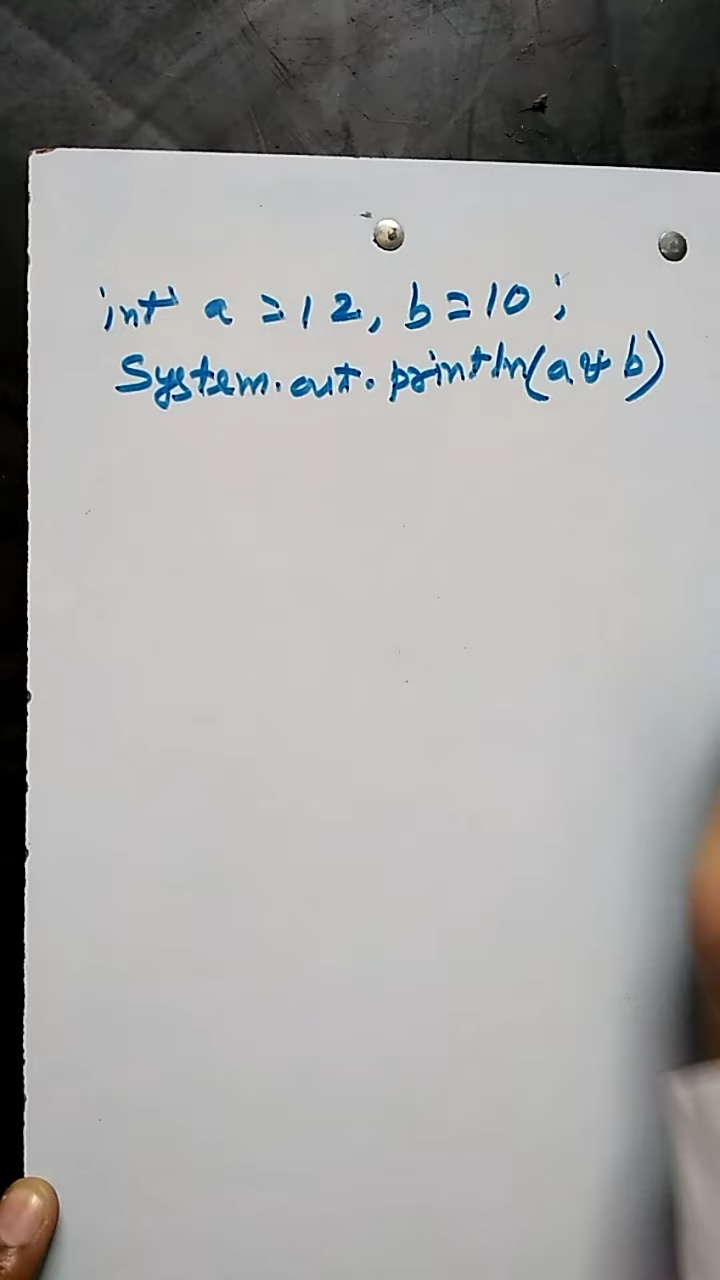 int a = 12, b = 10 ;
System.out.println(a & b)